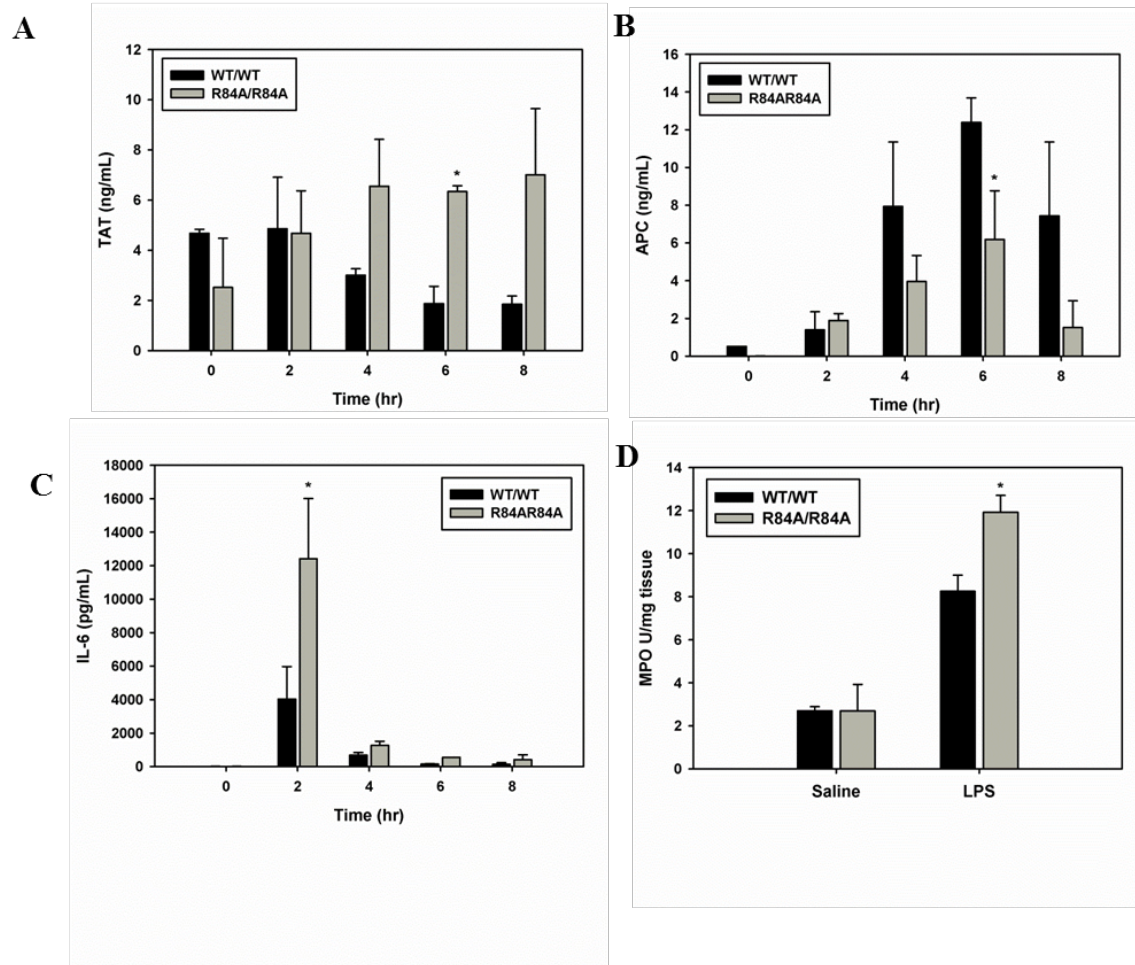 A
12
10
8
6
4
2
0
TAT (ng/mL)
WT/WT
R84A/R84A
*
0 2 4 6 8
Time (hr)
B
16
14
12
10
8
6
4
2
0
APC (ng/mL)
WT/WT
R84AR84A
*
0 2 4 6 8
Time (hr)
C
18000
16000
14000
12000
10000
8000
6000
4000
2000
0
IL-6 (pg/mL)
*
WT/WT
R84AR84A
0 2 4 6 8
Time (hr)
D
14
12
10
8
6
4
2
0
MPO U/mg tissue
WT/WT
R84A/R84A
*
Saline LPS